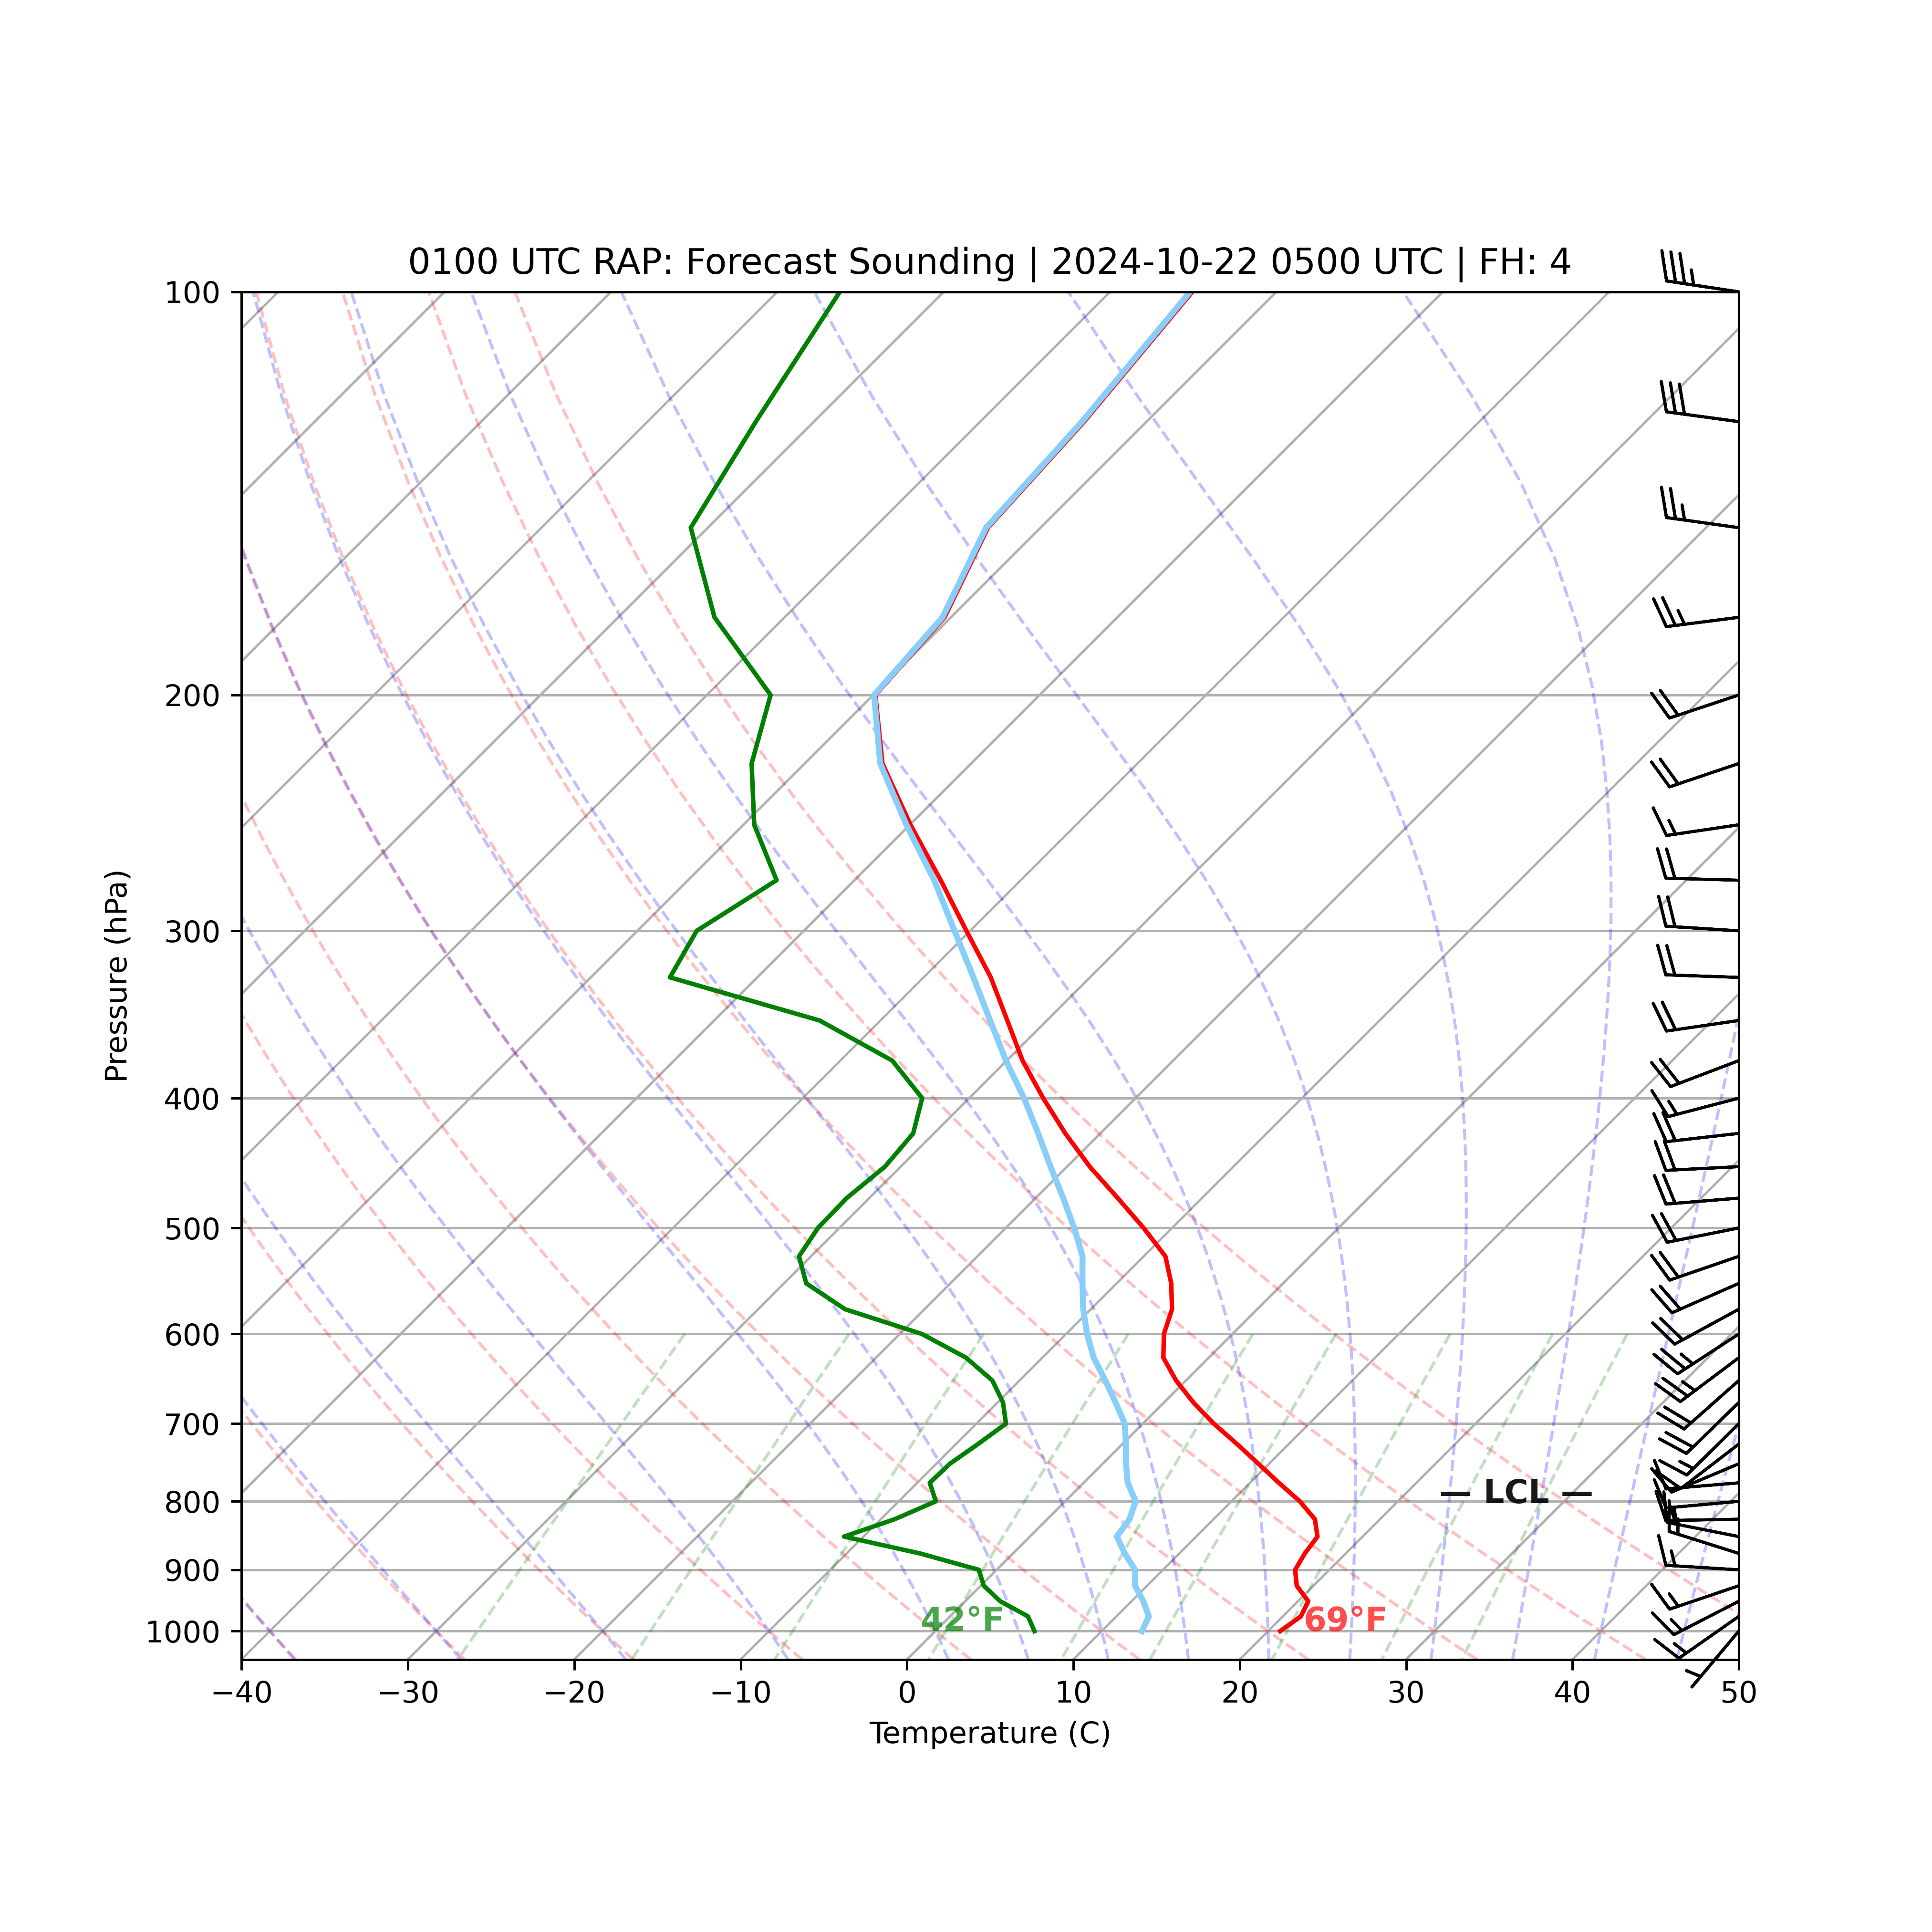 0100 UTC RAP: Forecast Sounding | 2024-10-22 0500 UTC | FH: 4
100
200
300
400
500
600
700
800
900
1000
Pressure (hPa)
— LCL —
42°F
69°F
−40 −30 −20 −10 0 10 20 30 40 50
Temperature (C)